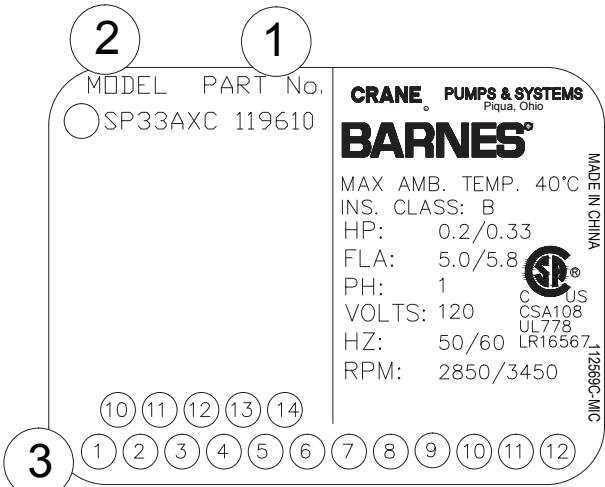 2
1
MODEL PART No.
SP33AXC 119610
10 11 12 13 14
3
1 2 3 4 5 6 7 8 9 10 11 12
CRANE® PUMPS & SYSTEMS
Piqua, Ohio
BARNES®
MAX AMB. TEMP. 40°C
INS. CLASS: B
HP: 0.2/0.33
FLA: 5.0/5.8
PH: 1
VOLTS: 120
HZ: 50/60
RPM: 2850/3450
SP®
C US
CSA108
UL778
LR16567
MADE IN CHINA
112569C-MIC